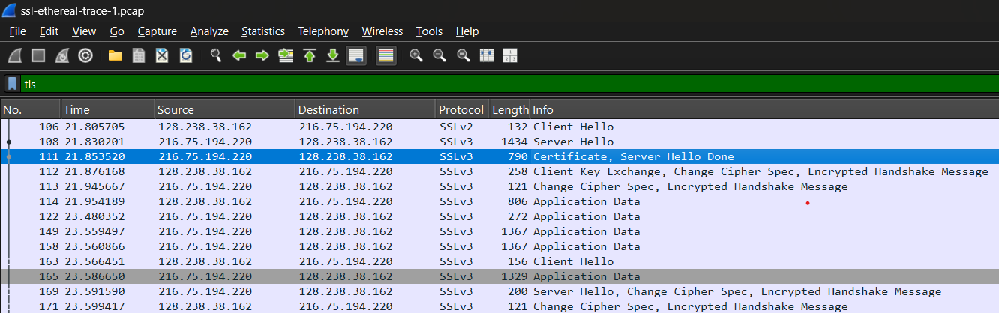 ssl-ethereal-trace-1.pcap
File Edit View Go Capture Analyze Statistics Telephony Wireless Tools Help
tls
No. Time Source Destination Protocol Length Info
106 21.805705 128.238.38.162 216.75.194.220 SSLv2 132 Client Hello
108 21.830201 216.75.194.220 128.238.38.162 SSLv3 1434 Server Hello
111 21.853520 216.75.194.220 128.238.38.162 SSLv3 790 Certificate, Server Hello Done
112 21.876168 128.238.38.162 216.75.194.220 SSLv3 258 Client Key Exchange, Change Cipher Spec, Encrypted Handshake Message
113 21.945667 216.75.194.220 128.238.38.162 SSLv3 121 Change Cipher Spec, Encrypted Handshake Message
114 21.954189 128.238.38.162 216.75.194.220 SSLv3 806 Application Data
122 23.480352 216.75.194.220 128.238.38.162 SSLv3 272 Application Data
149 23.559497 216.75.194.220 128.238.38.162 SSLv3 1367 Application Data
158 23.560866 216.75.194.220 128.238.38.162 SSLv3 1367 Application Data
163 23.566451 128.238.38.162 216.75.194.220 SSLv3 156 Client Hello
165 23.586650 216.75.194.220 128.238.38.162 SSLv3 1329 Application Data
169 23.591590 216.75.194.220 128.238.38.162 SSLv3 200 Server Hello, Change Cipher Spec, Encrypted Handshake Message
171 23.599417 128.238.38.162 216.75.194.220 SSLv3 121 Change Cipher Spec, Encrypted Handshake Message